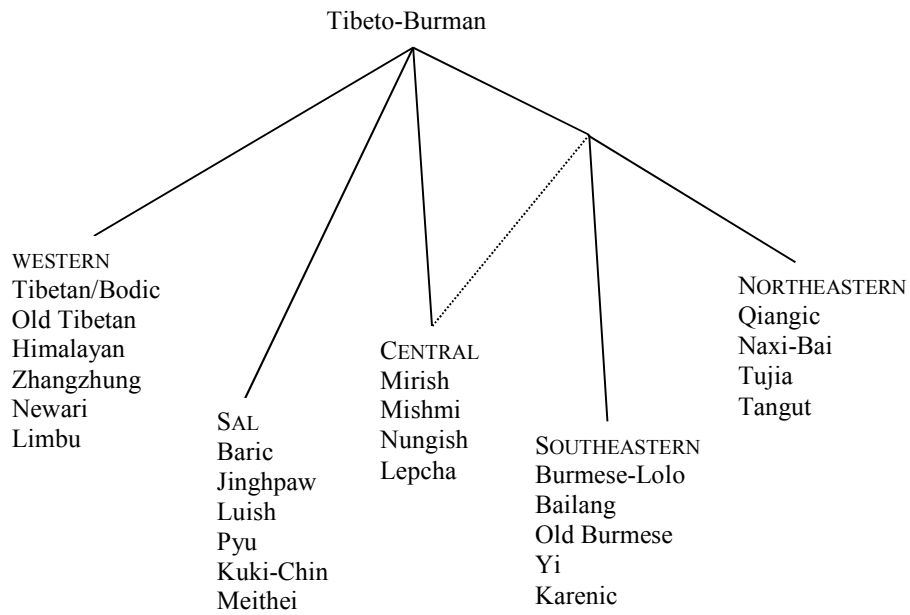 Tibeto-Burman
WESTERN
Tibetan/Bodic
Old Tibetan
Himalayan
Zhangzhung
Newari
Limbu
SAL
Baric
Jinghpaw
Luish
Pyu
Kuki-Chin
Meithei
CENTRAL
Mirish
Mishmi
Nungish
Lepcha
SOUTHEASTERN
Burmese-Lolo
Bailang
Old Burmese
Yi
Karenic
NORTHEASTERN
Qiangic
Naxi-Bai
Tujia
Tangut